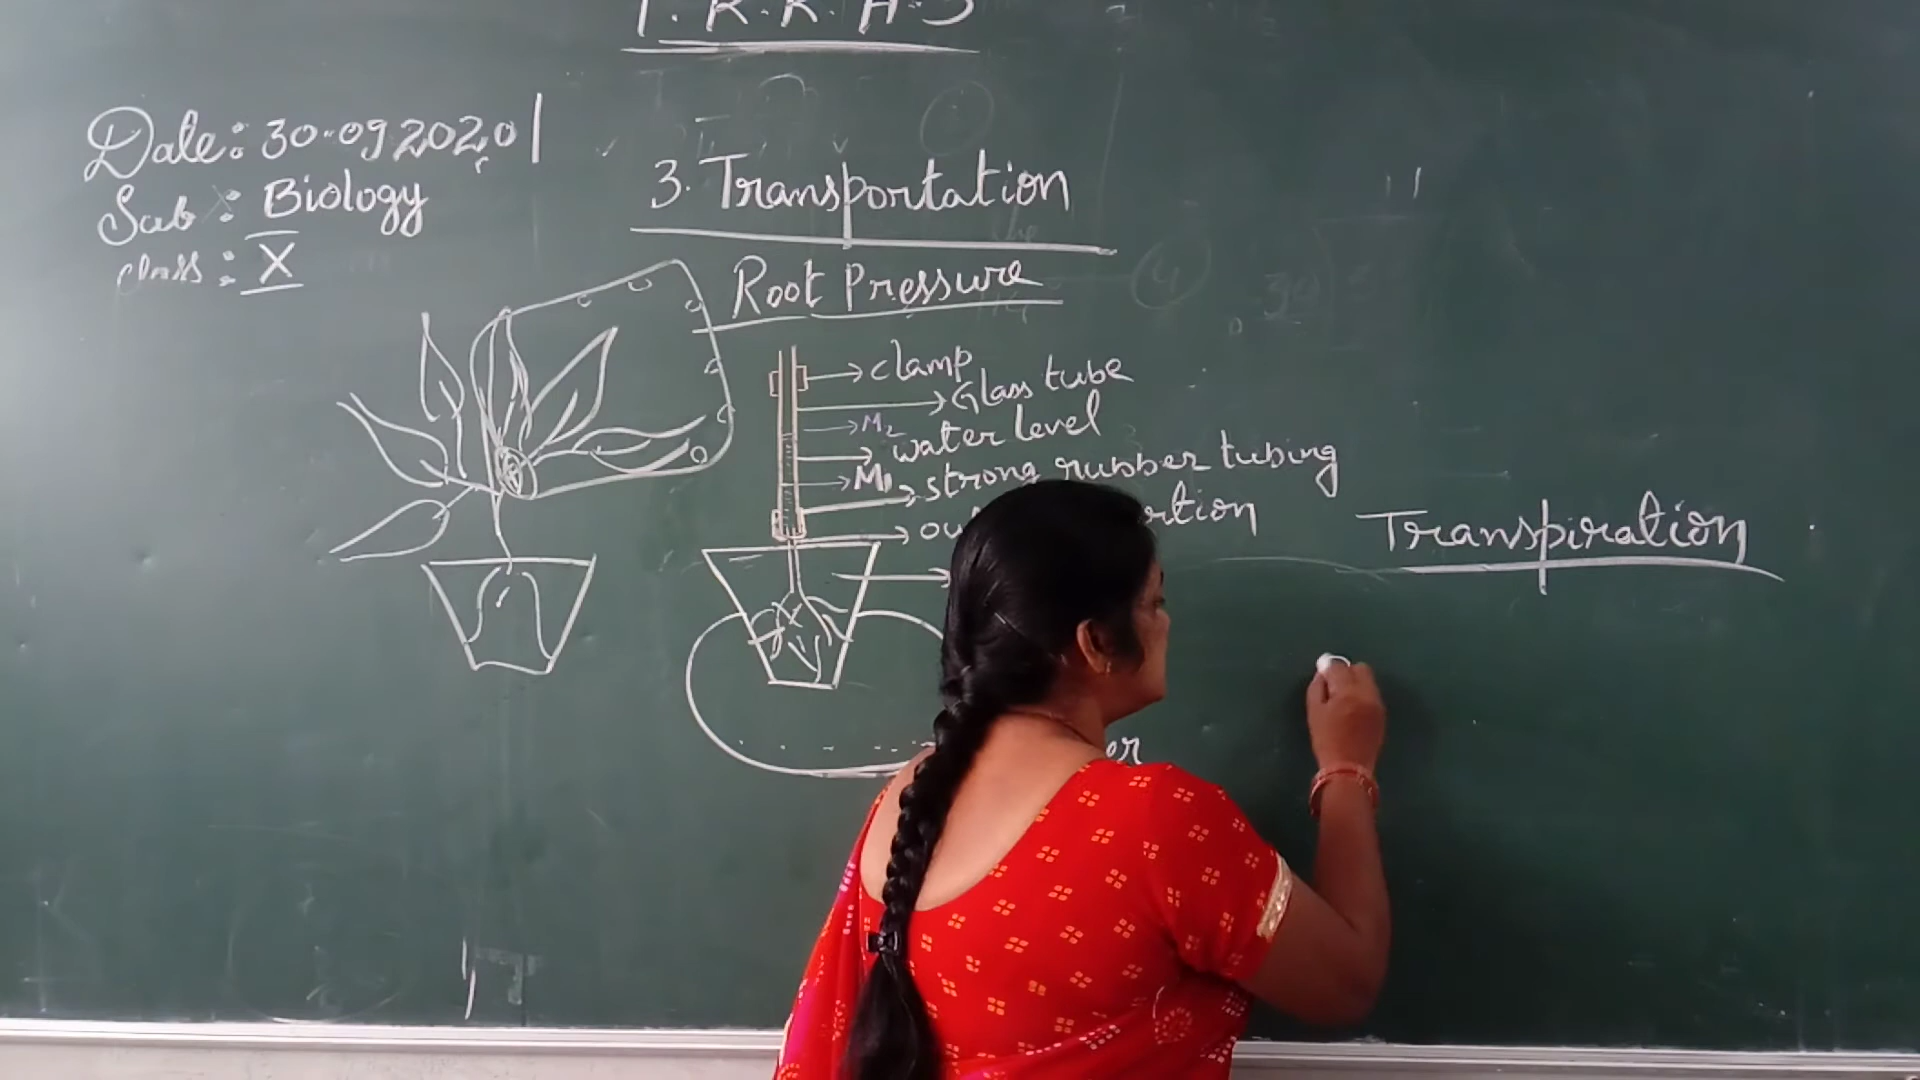 T. R. R. H. S
Date: 30.09 2020
Sub : Biology
class : X
3. Transportation
Root Pressure
clamp
Glass tube
M2
water level
M1
strong rubber tubing
Transpiration